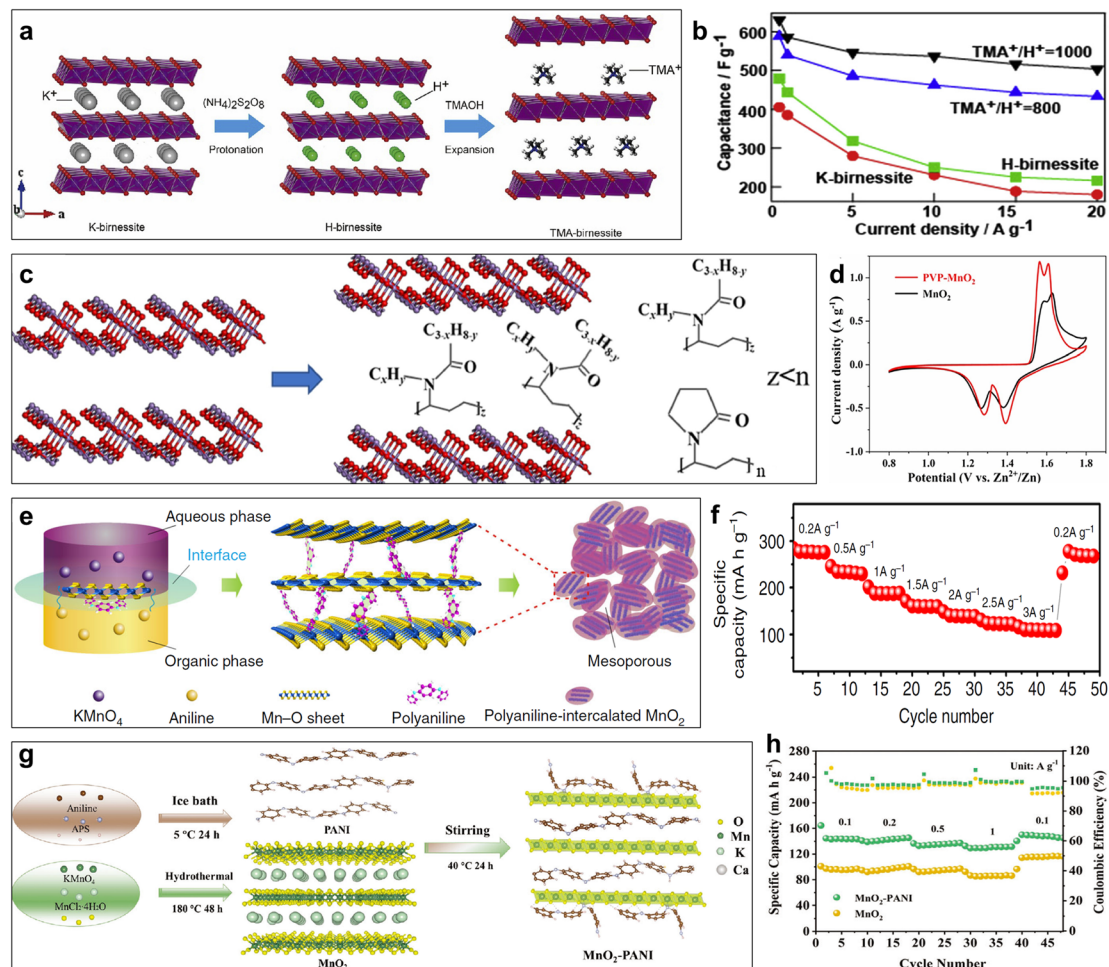 a
K⁺
(NH₄)₂S₂O₈
Protonation
H⁺
TMAOH
Expansion
TMA⁺
c
b
a
K-birnessite
H-birnessite
TMA-birnessite
b
Capacitance / F g⁻¹
600
500
400
300
200
TMA⁺/H⁺=1000
TMA⁺/H⁺=800
H-birnessite
K-birnessite
0
5
10
15
20
Current density / A g⁻¹
c
C₃₋ₓH₈₋ᵧ
CₓHᵧ
N
O
z
C₃₋ₓH₈₋ᵧ
CₓHᵧ
N
O
z
C₃₋ₓH₈₋ᵧ
CₓHᵧ
N
O
z
z<n
N
O
n
d
PVP-MnO₂
MnO₂
Current density (A g⁻¹)
1.0
0.5
0.0
-0.5
-1.0
0.8 1.0 1.2 1.4 1.6 1.8
Potential (V vs. Zn²⁺/Zn)
e
Aqueous phase
Interface
Organic phase
Mesoporous
KMnO₄
Aniline
Mn–O sheet
Polyaniline
Polyaniline-intercalated MnO₂
f
Specific
capacity (mA h g⁻¹)
300
200
100
0.2A g⁻¹
0.5A g⁻¹
1A g⁻¹
1.5A g⁻¹
2A g⁻¹
2.5A g⁻¹
3A g⁻¹
0.2A g⁻¹
5 10 15 20 25 30 35 40 45 50
Cycle number
g
Aniline
APS
Ice bath
5 °C 24 h
KMnO₄
MnCl₂·4H₂O
Hydrothermal
180 °C 48 h
PANI
MnO₂
Stirring
40 °C 24 h
MnO₂-PANI
O
Mn
K
Ca
h
Specific Capacity (mA h g⁻¹)
280
240
200
160
120
80
40
0
Unit: A g⁻¹
0.1 0.2 0.5 1 0.1
MnO₂-PANI
MnO₂
Coulombic Efficiency (%)
120
100
80
60
40
20
0
0 10 20 30 40
Cycle Number